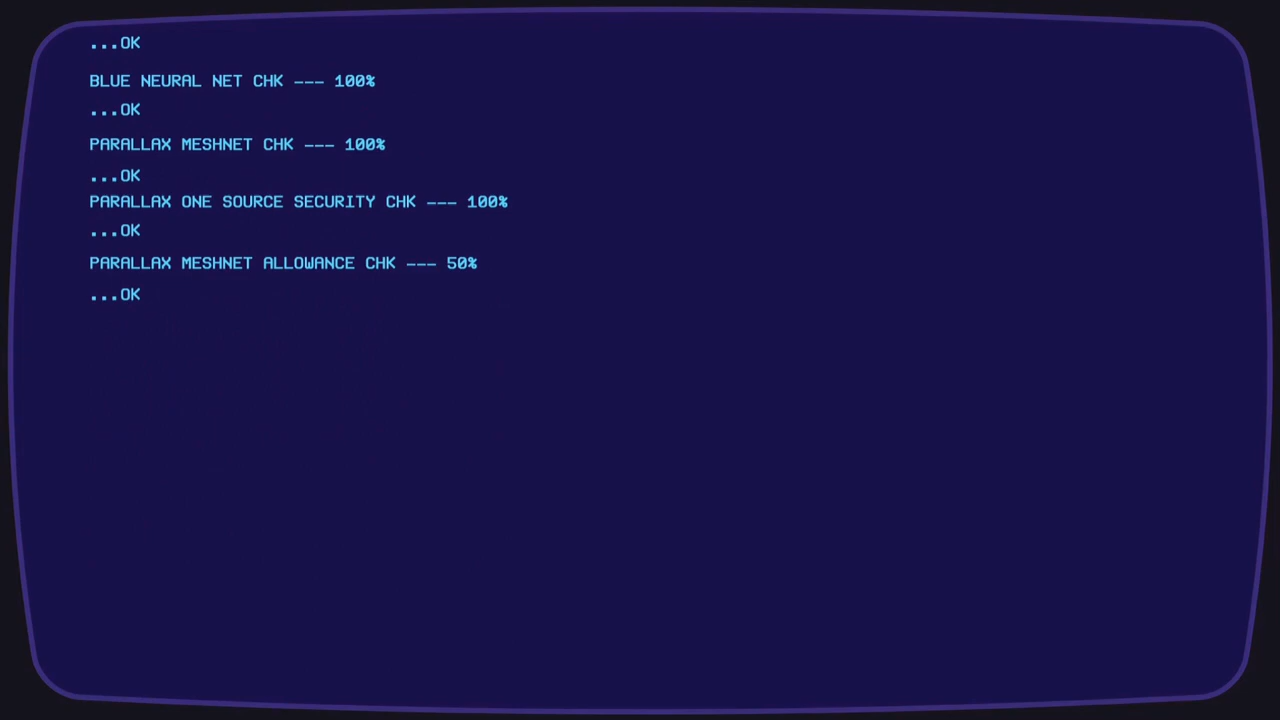 ...OK
BLUE NEURAL NET CHK --- 100%
...OK
PARALLAX MESHNET CHK --- 100%
...OK
PARALLAX ONE SOURCE SECURITY CHK --- 100%
...OK
PARALLAX MESHNET ALLOWANCE CHK --- 50%
...OK